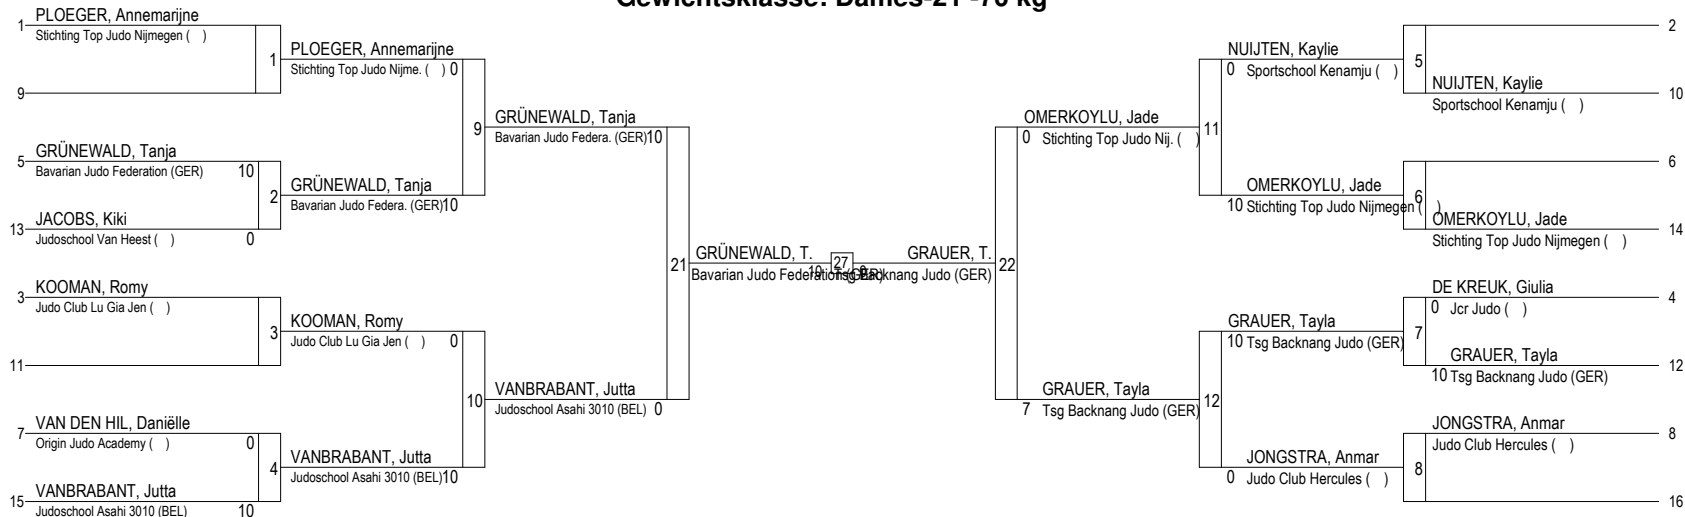 Gewichtsklasse: Dames-21 -70 kg
1 PLOEGER, Annemarijne
Stichting Top Judo Nijmegen ( )
1
9
PLOEGER, Annemarijne
Stichting Top Judo Nijme. ( ) 0
5 GRÜNEWALD, Tanja
Bavarian Judo Federation (GER) 10
2
13 JACOBS, Kiki
Judoschool Van Heest ( ) 0
GRÜNEWALD, Tanja
Bavarian Judo Federa. (GER)10
9
GRÜNEWALD, Tanja
Bavarian Judo Federa. (GER)10
3 KOOMAN, Romy
Judo Club Lu Gia Jen ( )
3
11
KOOMAN, Romy
Judo Club Lu Gia Jen ( ) 0
7 VAN DEN HIL, Daniëlle
Origin Judo Academy ( ) 0
4
15 VANBRABANT, Jutta
Judoschool Asahi 3010 (BEL) 10
VANBRABANT, Jutta
Judoschool Asahi 3010 (BEL)10
10
VANBRABANT, Jutta
Judoschool Asahi 3010 (BEL) 0
21
GRÜNEWALD, T.
Bavarian Judo Federation (GER)
27
GRAUER, T.
Tsg Backnang Judo (GER)
22
OMERKOYLU, Jade
0 Stichting Top Judo Nij. ( )
11
GRAUER, Tayla
7 Tsg Backnang Judo (GER)
12
NUIJTEN, Kaylie
0 Sportschool Kenamju ( )
5
2
NUIJTEN, Kaylie
10
Sportschool Kenamju ( )
OMERKOYLU, Jade
10 Stichting Top Judo Nijmegen ( )
6
6
OMERKOYLU, Jade
14
Stichting Top Judo Nijmegen ( )
GRAUER, Tayla
10 Tsg Backnang Judo (GER)
7
DE KREUK, Giulia
4
0 Jcr Judo ( )
GRAUER, Tayla
12
10 Tsg Backnang Judo (GER)
JONGSTRA, Anmar
0 Judo Club Hercules ( )
8
JONGSTRA, Anmar
8
Judo Club Hercules ( )
16